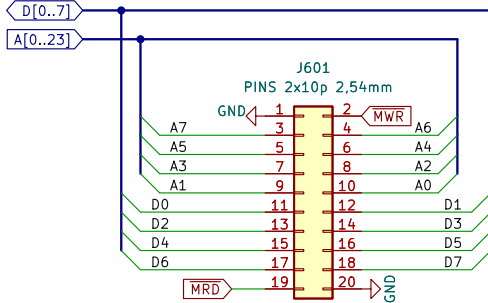 D[0..7]
A[0..23]
J601
PINS 2x10p 2,54mm
GND 1 2 MWR
A7 3 4 A6
A5 5 6 A4
A3 7 8 A2
A1 9 10 A0
D0 11 12 D1
D2 13 14 D3
D4 15 16 D5
D6 17 18 D7
MRD 19 20 GND